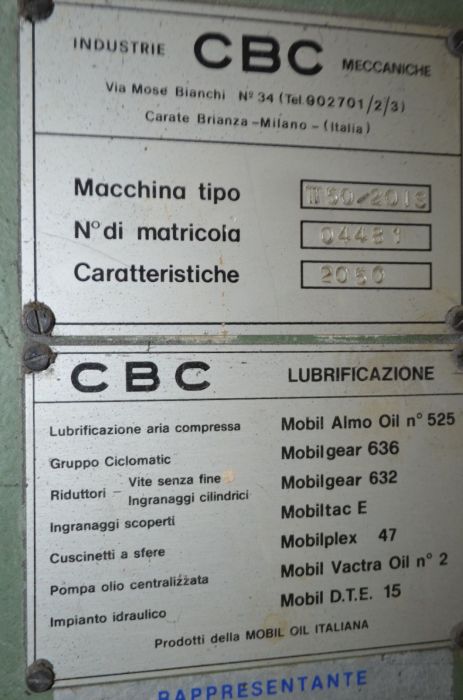 INDUSTRIE CBC MECCANICHE
Via Mose Bianchi N° 34 (Tel. 902701/2/3)
Carate Brianza - Milano - (Italia)
Macchina tipo
N° di matricola 04481
Caratteristiche 2050
CBC LUBRIFICAZIONE
Lubrificazione aria compressa Mobil Almo Oil n° 525
Gruppo Ciclomatic Mobilgear 636
Riduttori - Vite senza fine
Ingranaggi cilindrici Mobilgear 632
Ingranaggi scoperti Mobiltac E
Cuscinetti a sfere Mobilplex 47
Pompa olio centralizzata Mobil Vactra Oil n° 2
Impianto idraulico Mobil D.T.E. 15
Prodotti della MOBIL OIL ITALIANA
RAPPRESENTANTE